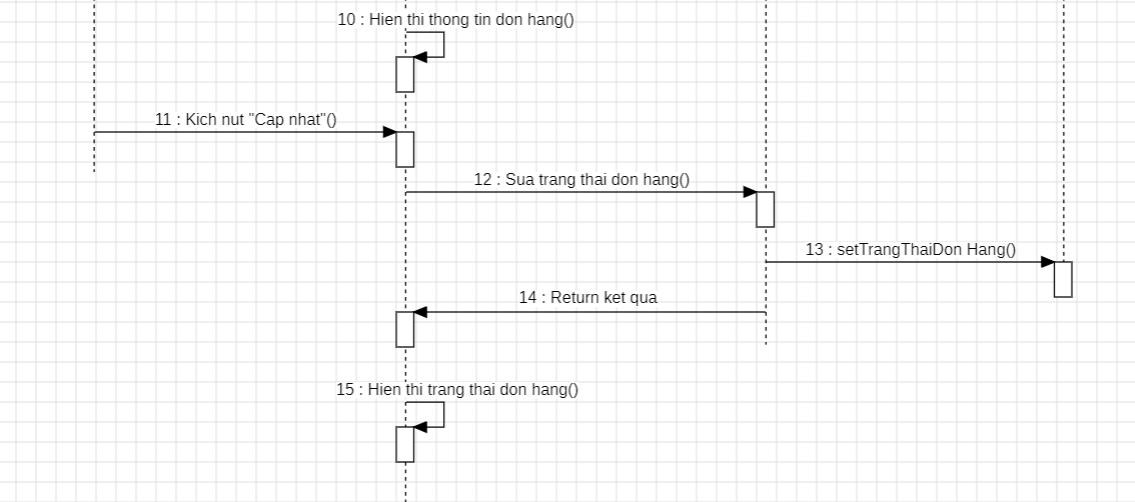 10 : Hien thi thong tin don hang()
11 : Kich nut "Cap nhat"()
12 : Sua trang thai don hang()
13 : setTrangThaiDon Hang()
14 : Return ket qua
15 : Hien thi trang thai don hang()